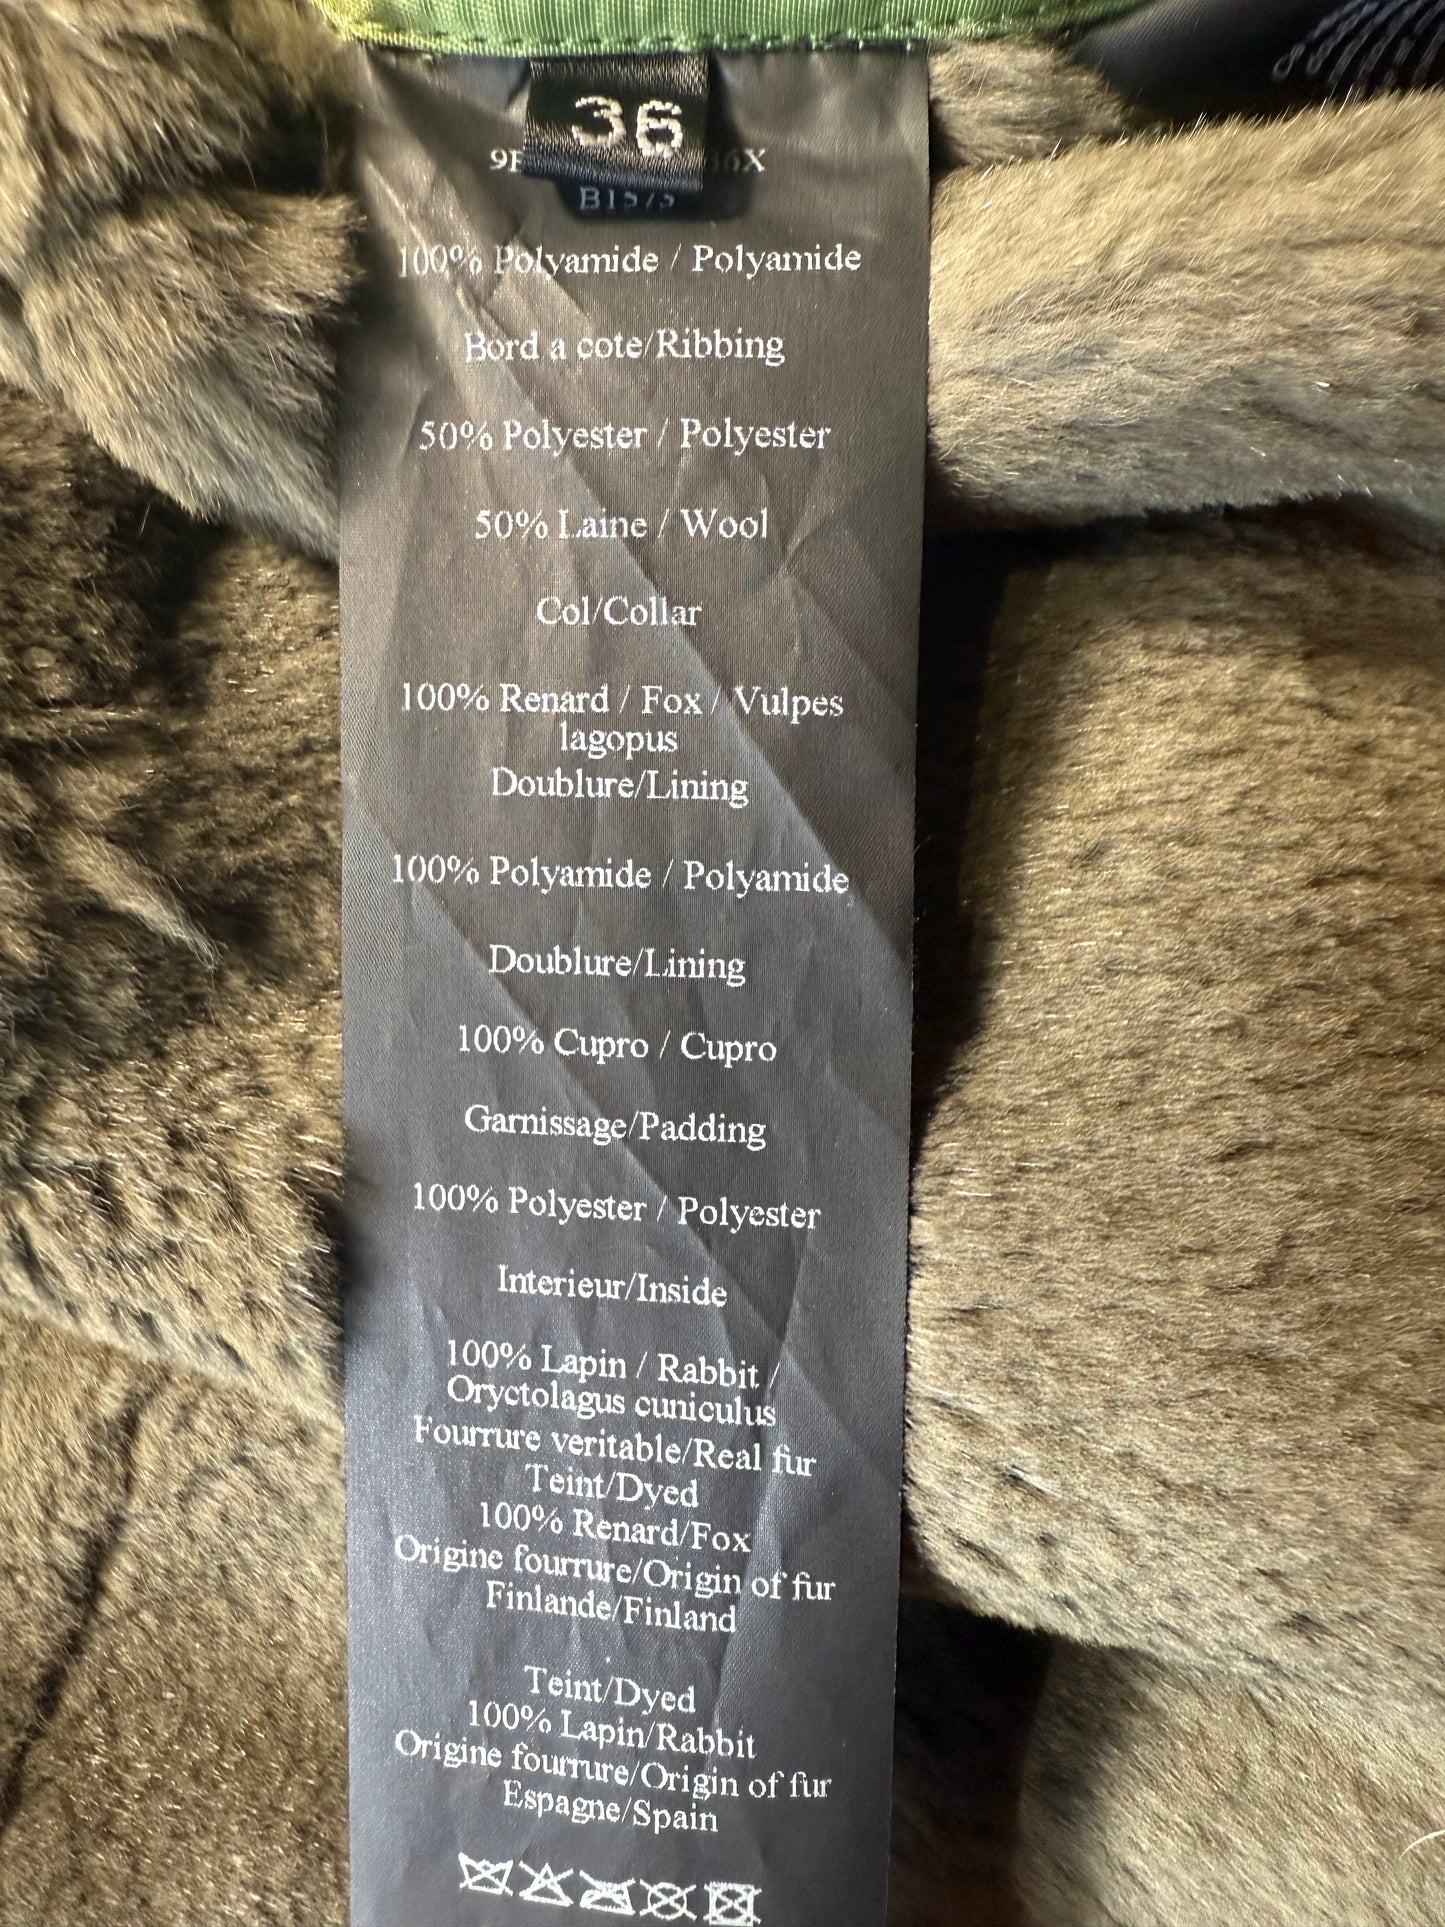 36
100% Polyamide / Polyamide
Bord a cote/Ribbing
50% Polyester / Polyester
50% Laine / Wool
Col/Collar
100% Renard / Fox / Vulpes
lagopus
Doublure/Lining
100% Polyamide / Polyamide
Doublure/Lining
100% Cupro / Cupro
Garnissage/Padding
100% Polyester / Polyester
Interieur/Inside
100% Lapin / Rabbit /
Oryctolagus cuniculus
Fourrure veritable/Real fur
Teint/Dyed
100% Renard/Fox
Origine fourrure/Origin of fur
Finlande/Finland
Teint/Dyed
100% Lapin/Rabbit
Origine fourrure/Origin of fur
Espagne/Spain